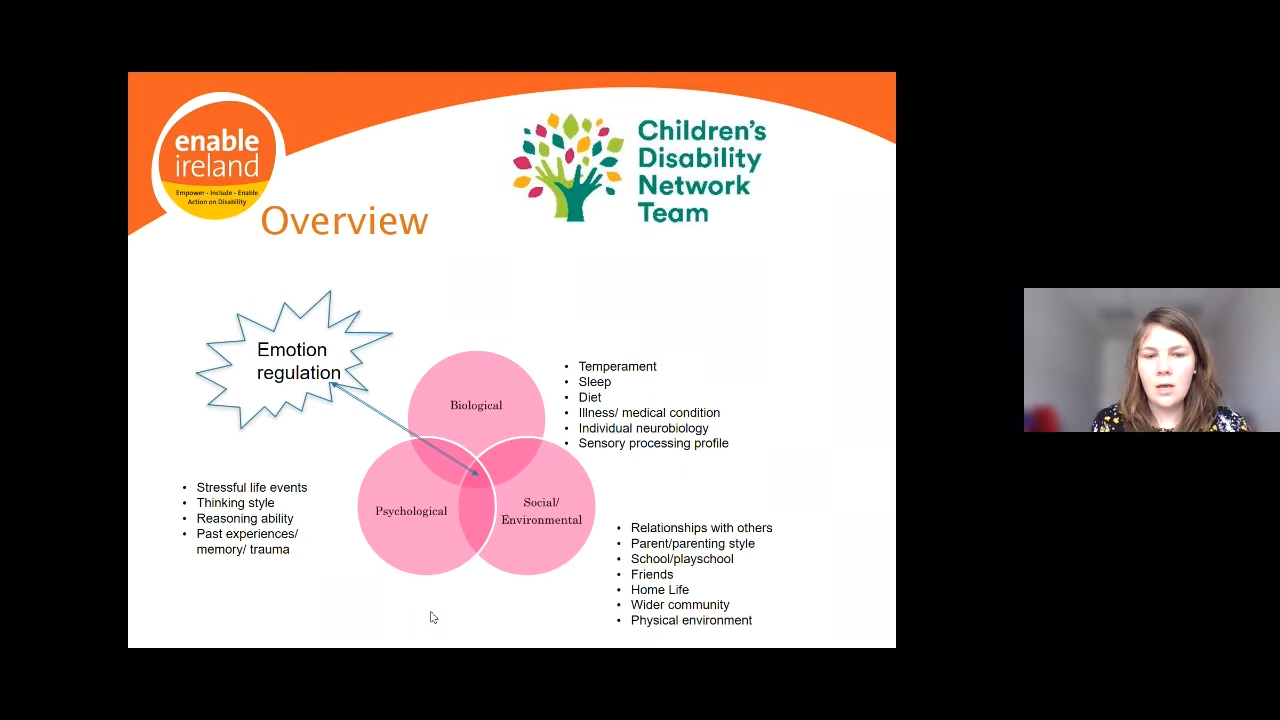 enable
ireland
Empower • Include • Enable
Action on Disability
Children's
Disability
Network
Team
Overview
Emotion
regulation
Biological
• Temperament
• Sleep
• Diet
• Illness/ medical condition
• Individual neurobiology
• Sensory processing profile
Psychological
• Stressful life events
• Thinking style
• Reasoning ability
• Past experiences/
memory/ trauma
Social/
Environmental
• Relationships with others
• Parent/parenting style
• School/playschool
• Friends
• Home Life
• Wider community
• Physical environment